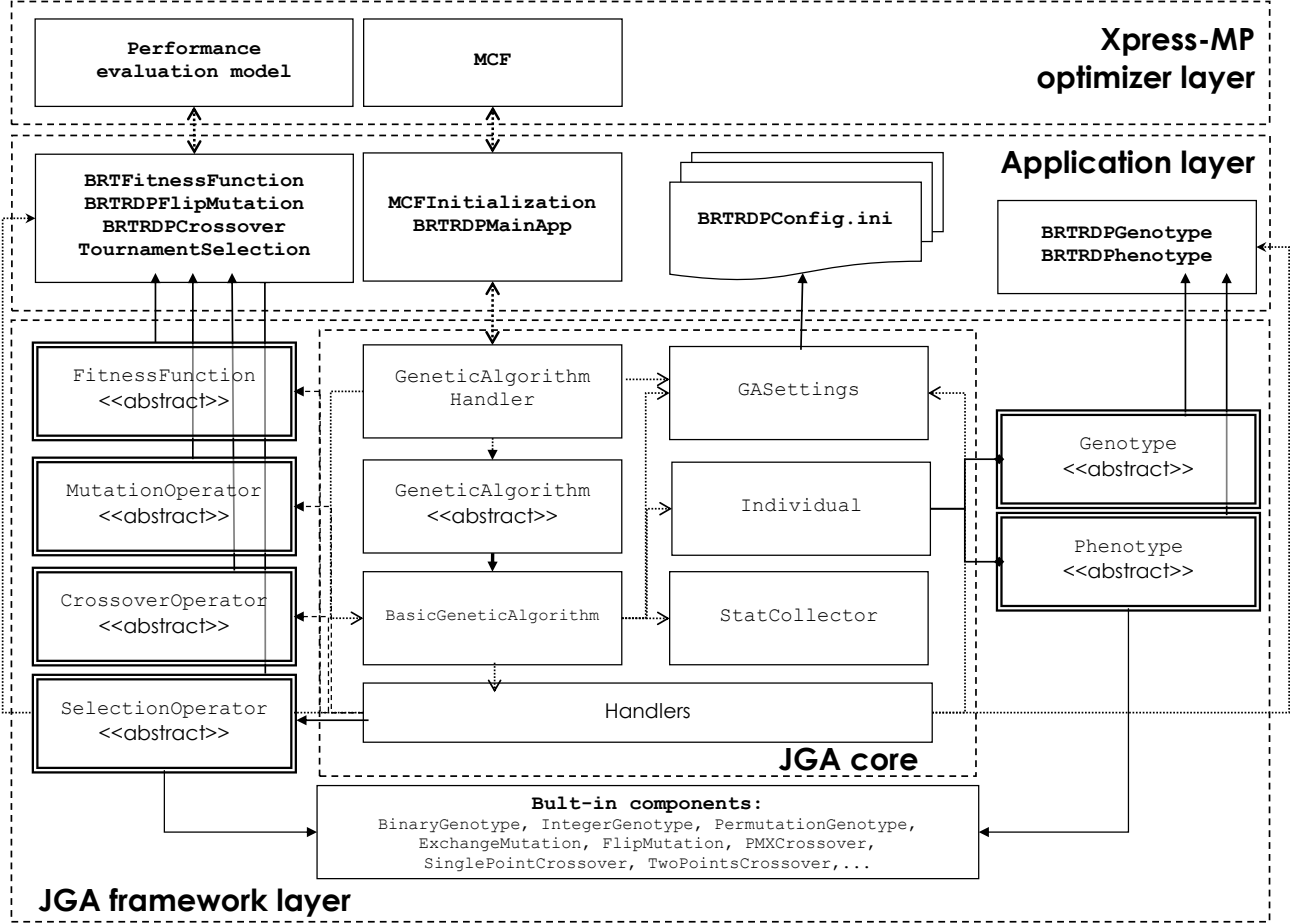 Performance
evaluation model
MCF
Xpress-MP
optimizer layer
BRTFitnessFunction
BRTRDPFlipMutation
BRTRDPCrossover
TournamentSelection
MCFInitialization
BRTRDPMainApp
BRTRDPConfig.ini
Application layer
BRTRDPGenotype
BRTRDPhenotype
FitnessFunction
<<abstract>>
GeneticAlgorithm
Handler
GASettings
Genotype
<<abstract>>
MutationOperator
<<abstract>>
GeneticAlgorithm
<<abstract>>
Individual
Phenotype
<<abstract>>
CrossoverOperator
<<abstract>>
BasicGeneticAlgorithm
StatCollector
SelectionOperator
<<abstract>>
Handlers
JGA core
Bult-in components:
BinaryGenotype, IntegerGenotype, PermutationGenotype,
ExchangeMutation, FlipMutation, PMXCrossover,
SinglePointCrossover, TwoPointsCrossover,...
JGA framework layer